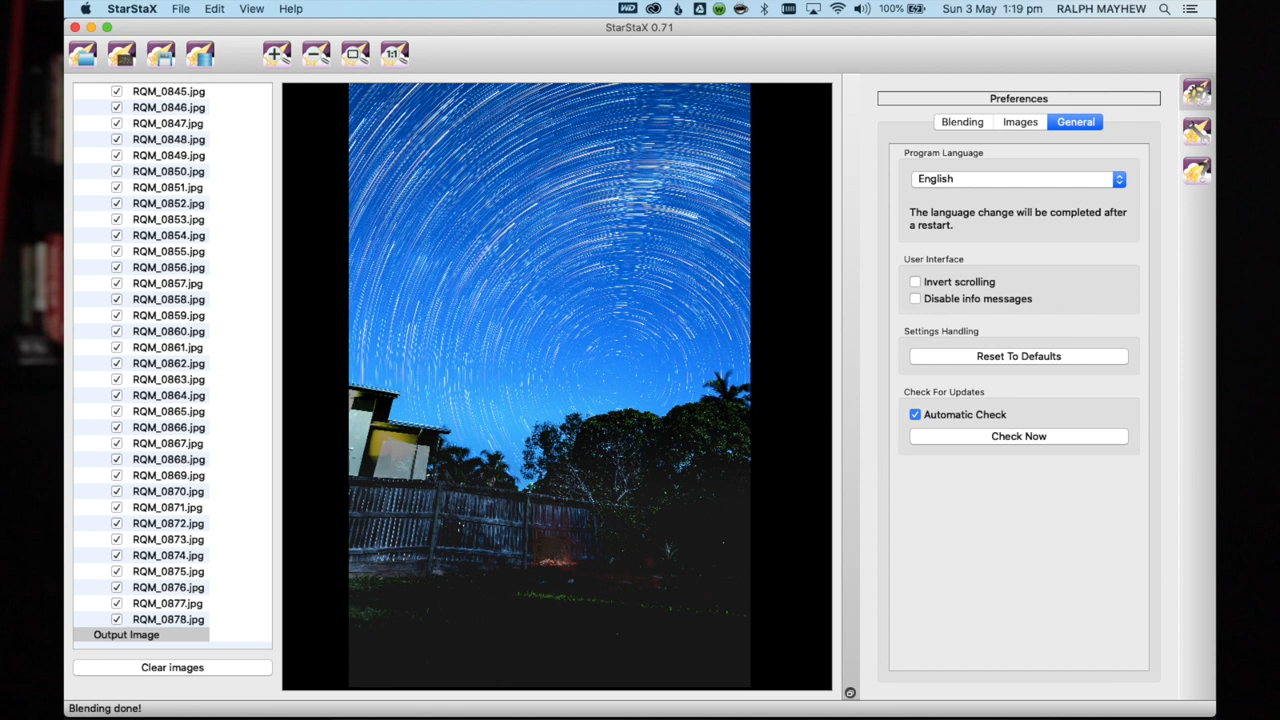 StarStaX File Edit View Help 100% Sun 3 May 1:19 pm RALPH MAYHEW
StarStaX 0.71
1:1
RQM_0845.jpg
RQM_0846.jpg
RQM_0847.jpg
RQM_0848.jpg
RQM_0849.jpg
RQM_0850.jpg
RQM_0851.jpg
RQM_0852.jpg
RQM_0853.jpg
RQM_0854.jpg
RQM_0855.jpg
RQM_0856.jpg
RQM_0857.jpg
RQM_0858.jpg
RQM_0859.jpg
RQM_0860.jpg
RQM_0861.jpg
RQM_0862.jpg
RQM_0863.jpg
RQM_0864.jpg
RQM_0865.jpg
RQM_0866.jpg
RQM_0867.jpg
RQM_0868.jpg
RQM_0869.jpg
RQM_0870.jpg
RQM_0871.jpg
RQM_0872.jpg
RQM_0873.jpg
RQM_0874.jpg
RQM_0875.jpg
RQM_0876.jpg
RQM_0877.jpg
RQM_0878.jpg
Output Image
Clear images
Blending done!
Preferences
Blending Images General
Program Language
English
The language change will be completed after
a restart.
User Interface
Invert scrolling
Disable info messages
Settings Handling
Reset To Defaults
Check For Updates
Automatic Check
Check Now